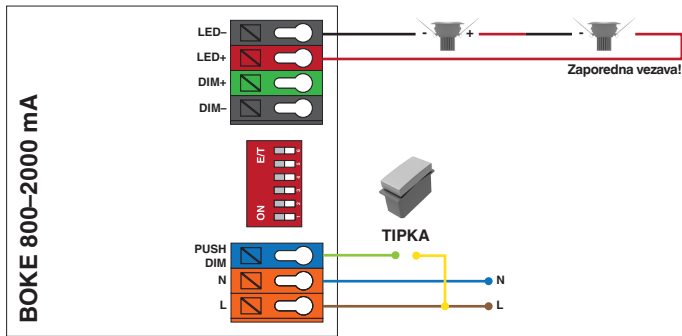 BOKE 800–2000 mA
LED–
LED+
DIM+
DIM–
- +
-
Zaporedna vezava!
E/T
ON
TIPKA
PUSH
DIM
N
L
N
L